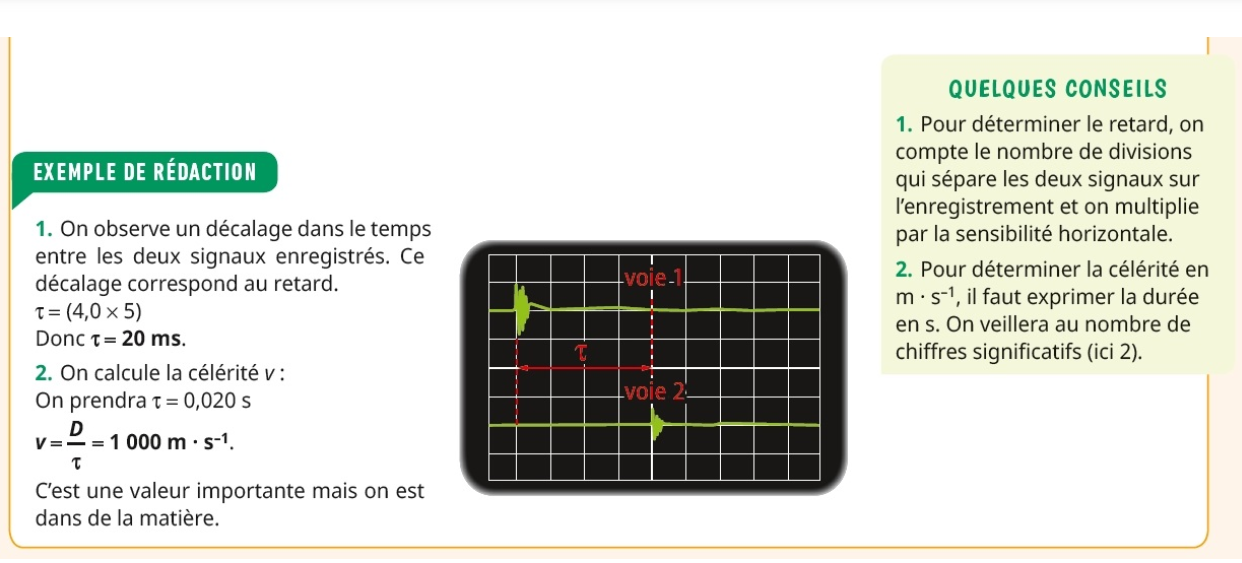 EXEMPLE DE RÉDACTION
1. On observe un décalage dans le temps
entre les deux signaux enregistrés. Ce
décalage correspond au retard.
τ = (4,0 × 5)
Donc τ = 20 ms.
2. On calcule la célérité v :
On prendra τ = 0,020 s
v = D/τ = 1 000 m · s⁻¹.
C’est une valeur importante mais on est
dans de la matière.
voie 1
τ
voie 2
QUELQUES CONSEILS
1. Pour déterminer le retard, on
compte le nombre de divisions
qui sépare les deux signaux sur
l’enregistrement et on multiplie
par la sensibilité horizontale.
2. Pour déterminer la célérité en
m · s⁻¹, il faut exprimer la durée
en s. On veillera au nombre de
chiffres significatifs (ici 2).